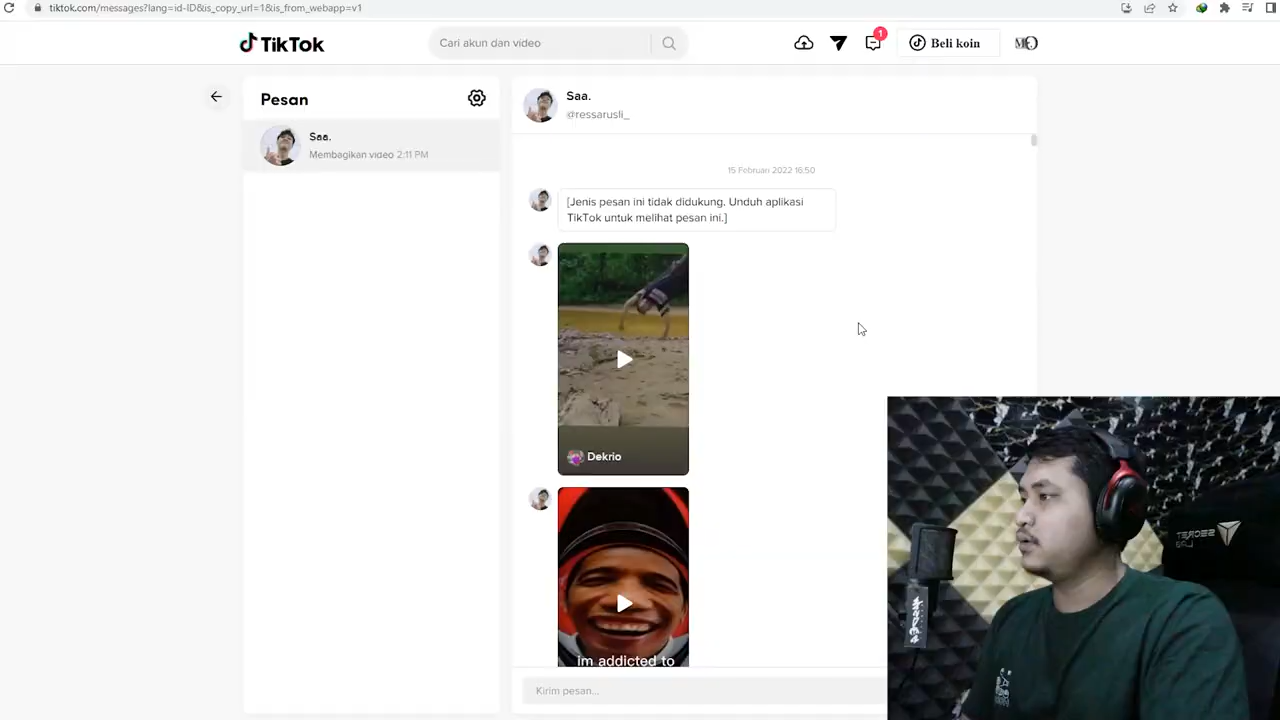 tiktok.com/messages?lang=id-ID&is_copy_url=1&is_from_webapp=v1
TikTok
Cari akun dan video
1
Beli koin
Pesan
Saa.
Membagikan video 2:11 PM
Saa.
@ressarusli_
15 Februari 2022 16:50
[Jenis pesan ini tidak didukung. Unduh aplikasi
TikTok untuk melihat pesan ini.]
Dekrio
im addicted to
Kirim pesan...